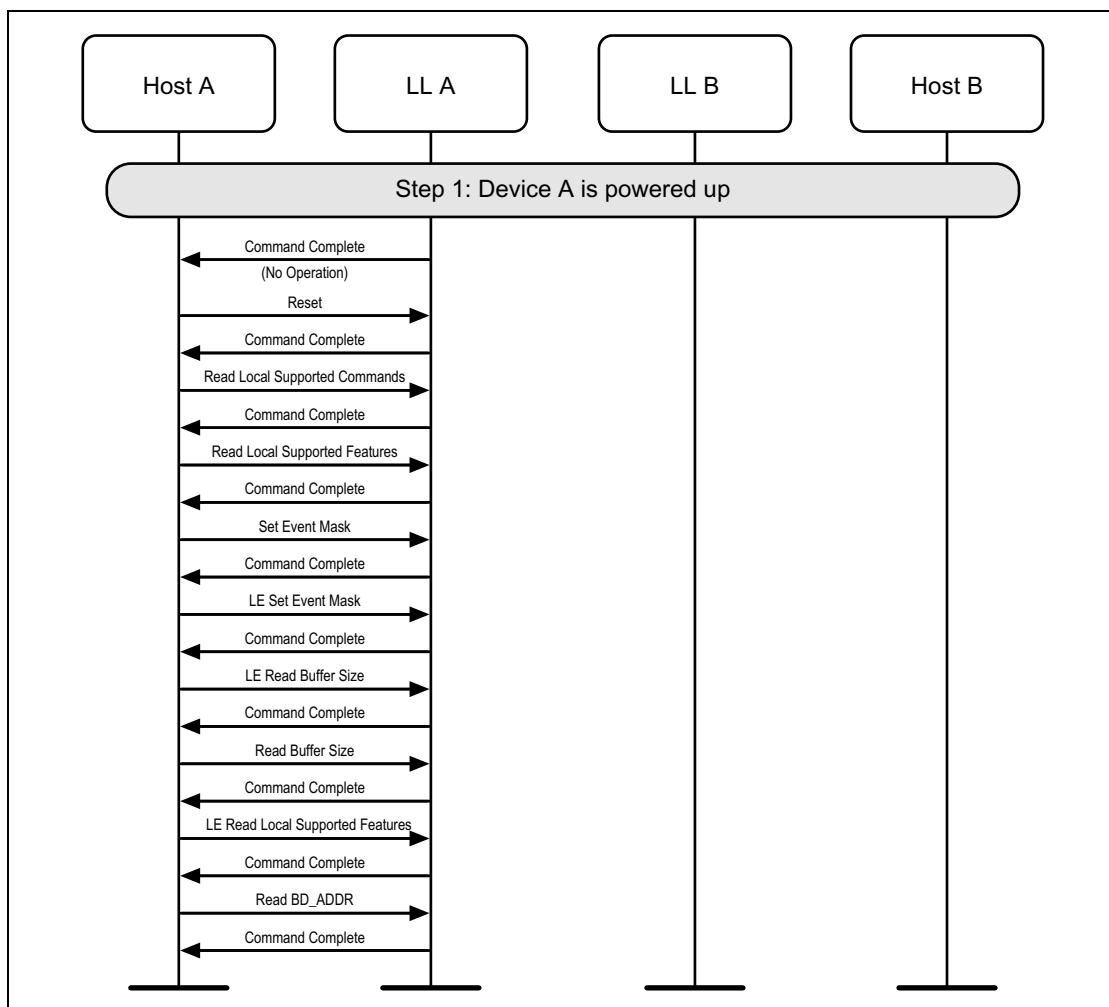 Host A
LL A
LL B
Host B
Step 1: Device A is powered up
Command Complete
(No Operation)
Reset
Command Complete
Read Local Supported Commands
Command Complete
Read Local Supported Features
Command Complete
Set Event Mask
Command Complete
LE Set Event Mask
Command Complete
LE Read Buffer Size
Command Complete
Read Buffer Size
Command Complete
LE Read Local Supported Features
Command Complete
Read BD_ADDR
Command Complete